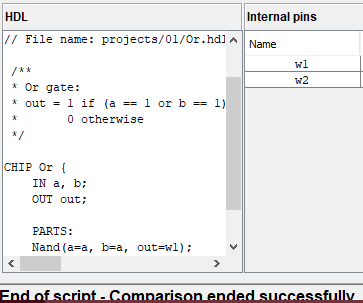 HDL
Internal pins
// File name: projects/01/Or.hdl
/**
* Or gate:
* out = 1 if (a == 1 or b == 1)
* 0 otherwise
*/
CHIP Or {
IN a, b;
OUT out;
PARTS:
Nand(a=a, b=a, out=w1);
Name
w1
w2
End of script - Comparison ended successfully